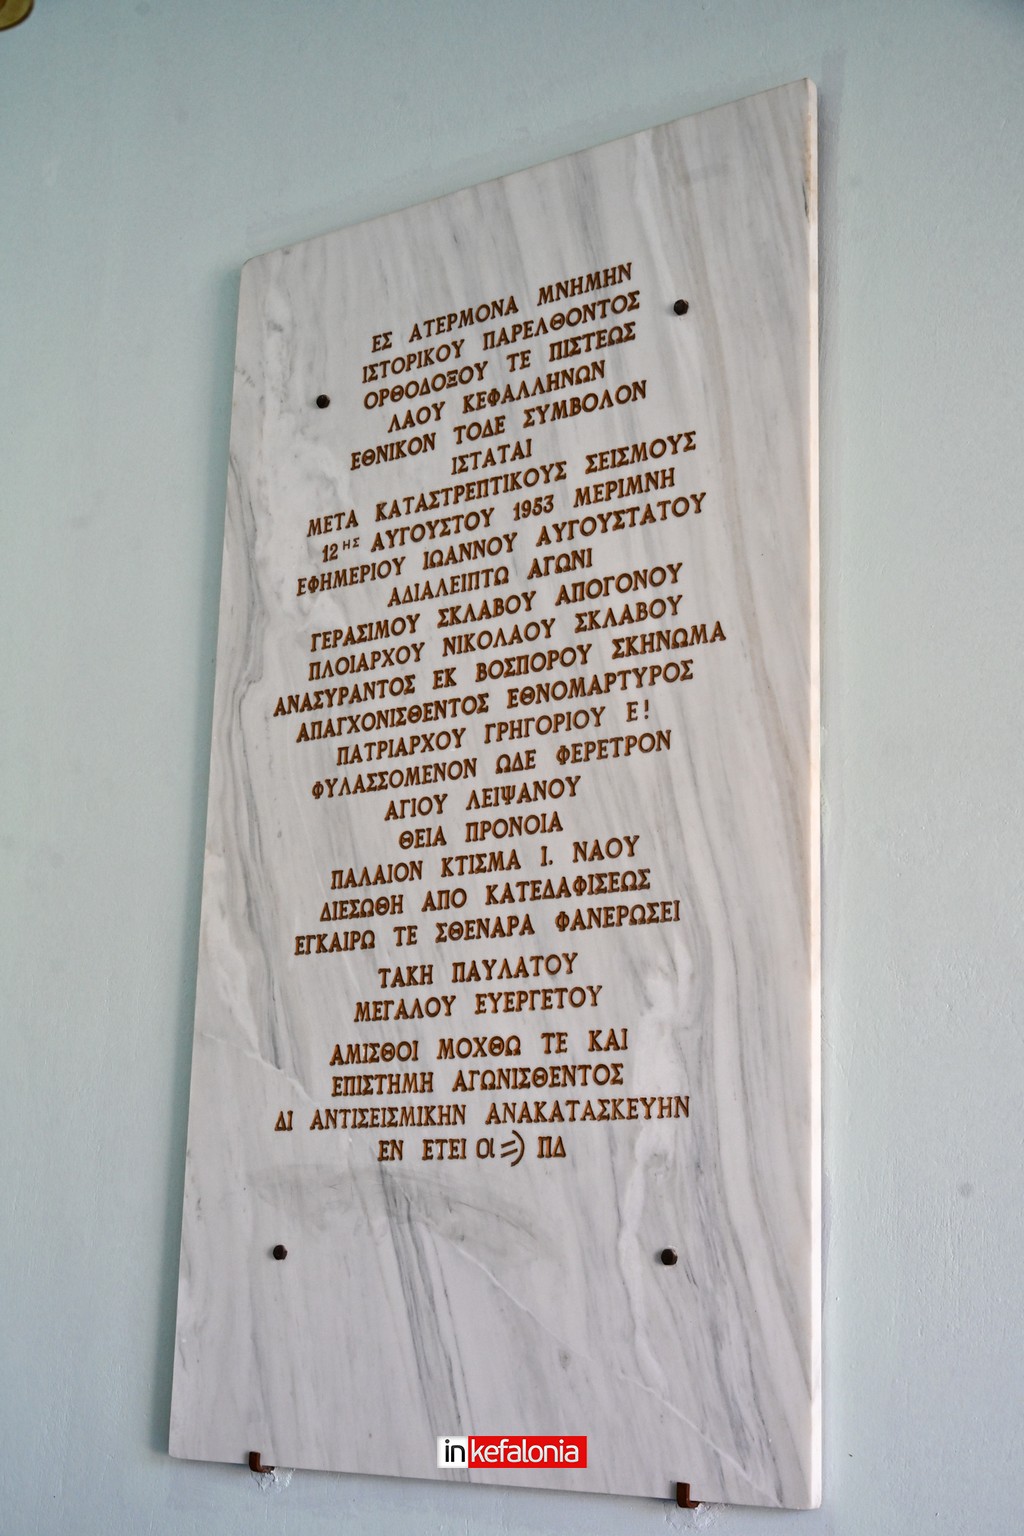 ΕΣ ΑΤΕΡΜΟΝΑ ΜΝΗΜΗΝ
ΙΣΤΟΡΙΚΟΥ ΠΑΡΕΛΘΟΝΤΟΣ
ΟΡΘΟΔΟΞΟΥ ΤΕ ΠΙΣΤΕΩΣ
ΛΑΟΥ ΚΕΦΑΛΛΗΝΩΝ
ΕΘΝΙΚΟΝ ΤΟΔΕ ΣΥΜΒΟΛΟΝ
ΙΣΤΑΤΑΙ
ΜΕΤΑ ΚΑΤΑΣΤΡΕΠΤΙΚΟΥΣ ΣΕΙΣΜΟΥΣ
12ΗΣ ΑΥΓΟΥΣΤΟΥ 1953 ΜΕΡΙΜΝΗ
ΕΦΗΜΕΡΙΟΥ ΙΩΑΝΝΟΥ ΑΥΓΟΥΣΤΑΤΟΥ
ΑΔΙΑΛΕΙΠΤΩ ΑΓΩΝΙ
ΓΕΡΑΣΙΜΟΥ ΣΚΛΑΒΟΥ ΑΠΟΓΟΝΟΥ
ΠΛΟΙΑΡΧΟΥ ΝΙΚΟΛΑΟΥ ΣΚΛΑΒΟΥ
ΑΝΑΣΥΡΑΝΤΟΣ ΕΚ ΒΟΣΠΟΡΟΥ ΣΚΗΝΩΜΑ
ΑΠΑΓΧΟΝΙΣΘΕΝΤΟΣ ΕΘΝΟΜΑΡΤΥΡΟΣ
ΠΑΤΡΙΑΡΧΟΥ ΓΡΗΓΟΡΙΟΥ Ε!
ΦΥΛΑΣΣΟΜΕΝΟΝ ΩΔΕ ΦΕΡΕΤΡΟΝ
ΑΓΙΟΥ ΛΕΙΨΑΝΟΥ
ΘΕΙΑ ΠΡΟΝΟΙΑ
ΠΑΛΑΙΟΝ ΚΤΙΣΜΑ Ι. ΝΑΟΥ
ΔΙΕΣΩΘΗ ΑΠΟ ΚΑΤΕΔΑΦΙΣΕΩΣ
ΕΓΚΑΙΡΩ ΤΕ ΣΘΕΝΑΡΑ ΦΑΝΕΡΩΣΕΙ
ΤΑΚΗ ΠΑΥΛΑΤΟΥ
ΜΕΓΑΛΟΥ ΕΥΕΡΓΕΤΟΥ
ΑΜΙΣΘΟΙ ΜΟΧΘΩ ΤΕ ΚΑΙ
ΕΠΙΣΤΗΜΗ ΑΓΩΝΙΣΘΕΝΤΟΣ
ΔΙ ΑΝΤΙΣΕΙΣΜΙΚΗΝ ΑΝΑΚΑΤΑΣΚΕΥΗΝ
ΕΝ ΕΤΕΙ ΠΔ
inkefalonia